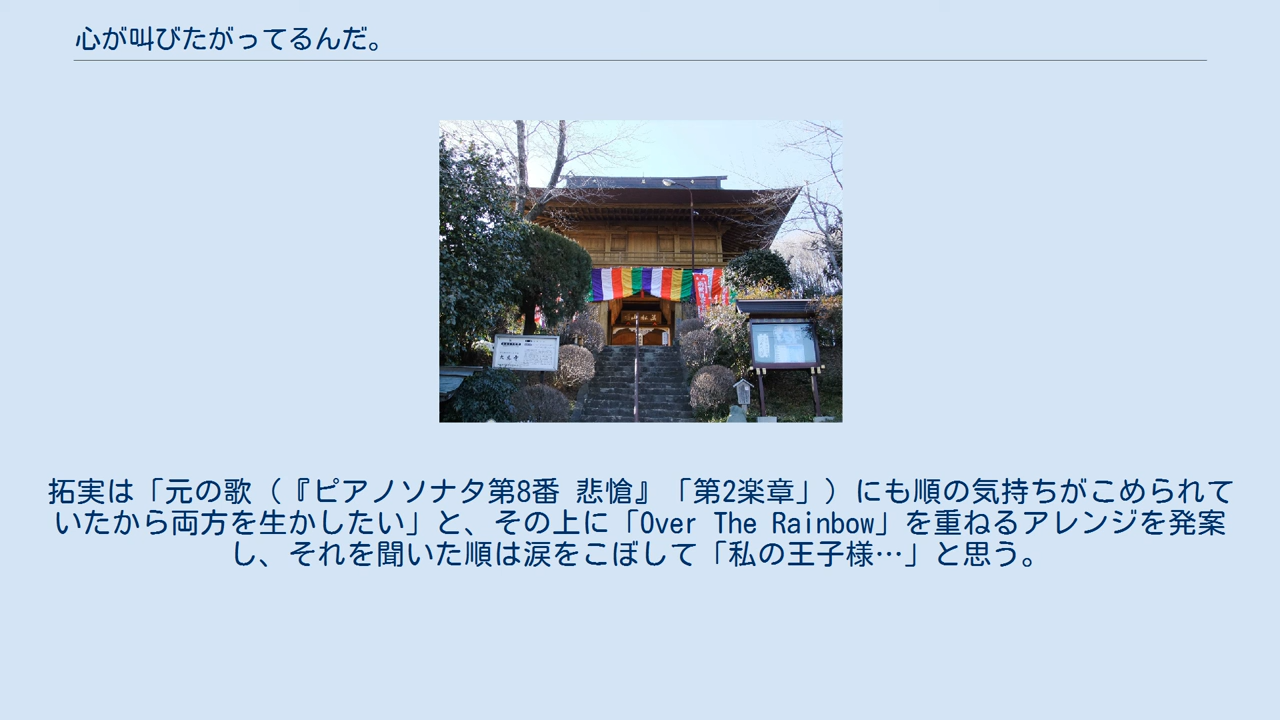 心が叫びたがってるんだ。
大慈寺
拓実は「元の歌（『ピアノソナタ第8番 悲愴』「第2楽章」）にも順の気持ちがこめられて
いたから両方を生かしたい」と、その上に「Over The Rainbow」を重ねるアレンジを発案
し、それを聞いた順は涙をこぼして「私の王子様…」と思う。